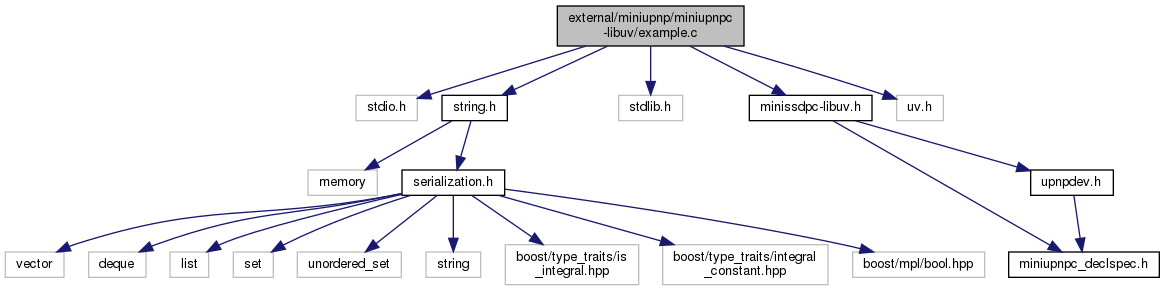 external/miniupnp/miniupnpc
-libuv/example.c
stdio.h
string.h
stdlib.h
minissdpc-libuv.h
uv.h
memory
serialization.h
upnpdev.h
vector
deque
list
set
unordered_set
string
boost/type_traits/is
_integral.hpp
boost/type_traits/integral
_constant.hpp
boost/mpl/bool.hpp
miniupnpc_declspec.h